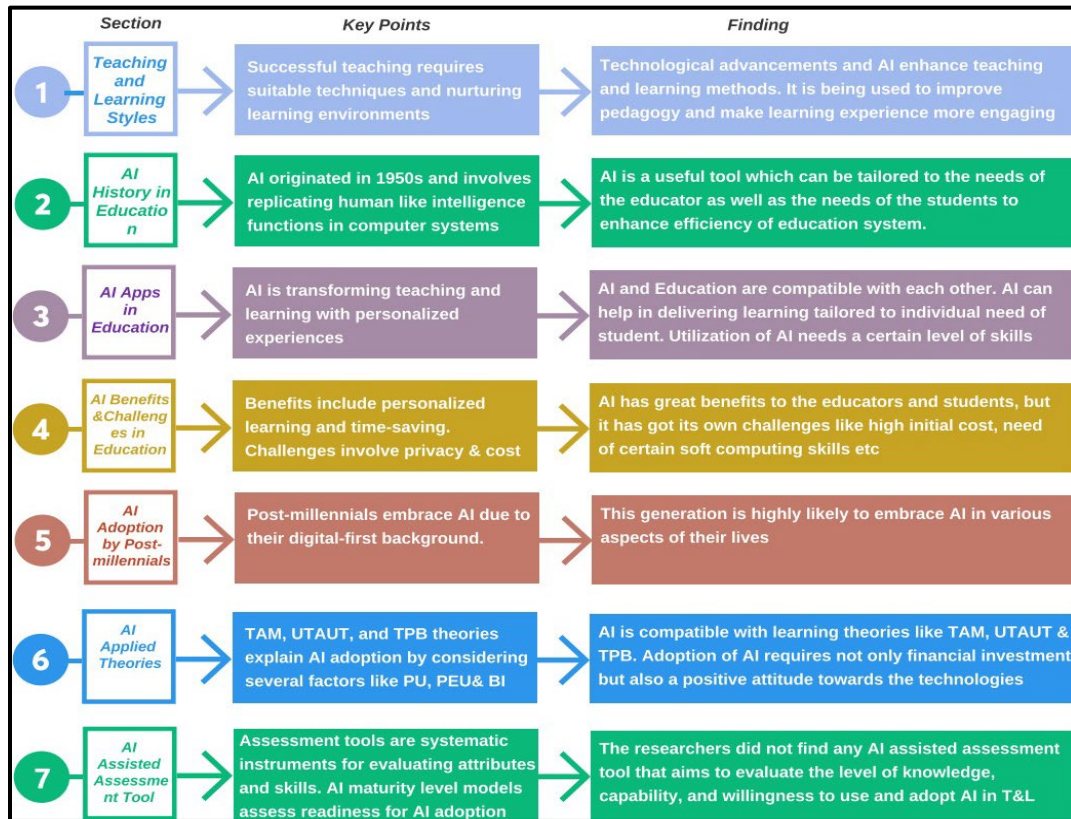 Section Key Points Finding
1
Teaching
and
Learning
Styles
Successful teaching requires
suitable techniques and nurturing
learning environments
Technological advancements and AI enhance teaching
and learning methods. It is being used to improve
pedagogy and make learning experience more engaging
2
AI
History in
Educatio
n
AI originated in 1950s and involves
replicating human like intelligence
functions in computer systems
AI is a useful tool which can be tailored to the needs of
the educator as well as the needs of the students to
enhance efficiency of education system.
3
AI Apps
in
Education
AI is transforming teaching and
learning with personalized
experiences
AI and Education are compatible with each other. AI can
help in delivering learning tailored to individual need of
student. Utilization of AI needs a certain level of skills
4
AI Benefits
&Challeng
es in
Education
Benefits include personalized
learning and time-saving.
Challenges involve privacy & cost
AI has great benefits to the educators and students, but
it has got its own challenges like high initial cost, need
of certain soft computing skills etc
5
AI
Adoption
by Post-
millennials
Post-millennials embrace AI due to
their digital-first background.
This generation is highly likely to embrace AI in various
aspects of their lives
6
AI
Applied
Theories
TAM, UTAUT, and TPB theories
explain AI adoption by considering
several factors like PU, PEU& BI
AI is compatible with learning theories like TAM, UTAUT &
TPB. Adoption of AI requires not only financial investment
but also a positive attitude towards the technologies
7
AI
Assisted
Assessme
nt Tool
Assessment tools are systematic
instruments for evaluating attributes
and skills. AI maturity level models
assess readiness for AI adoption
The researchers did not find any AI assisted assessment
tool that aims to evaluate the level of knowledge,
capability, and willingness to use and adopt AI in T&L